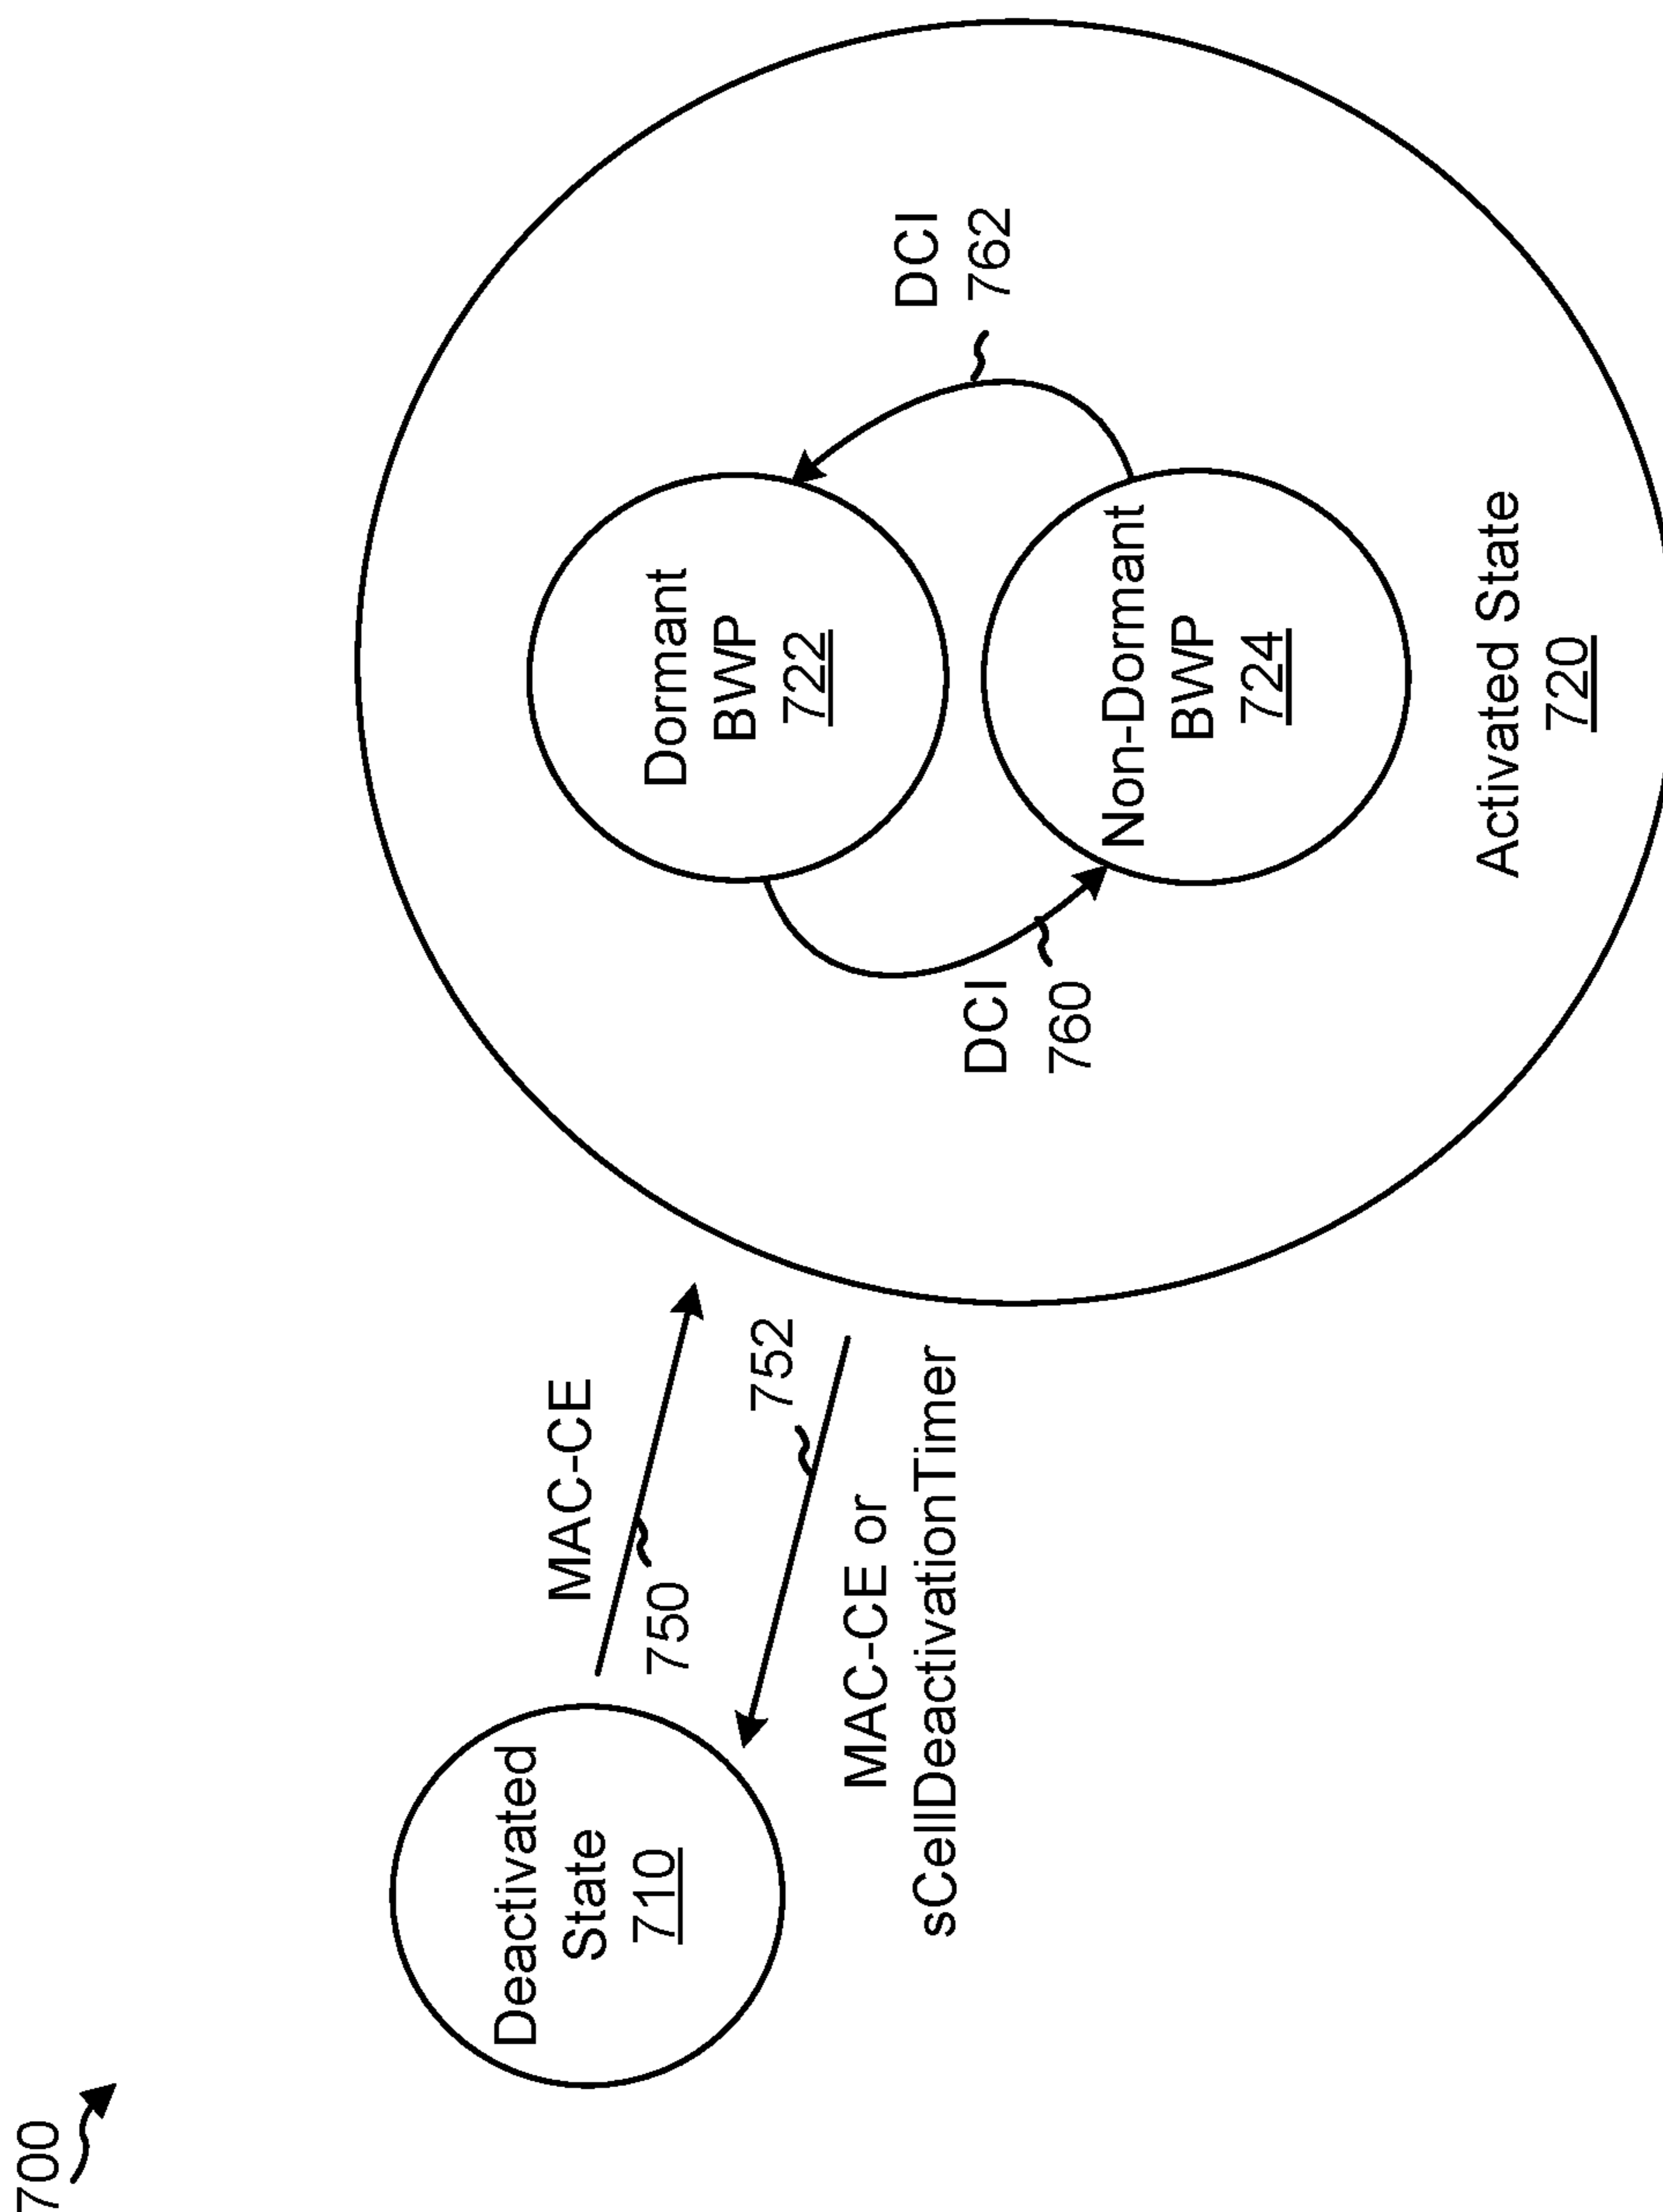 700
Deactivated
State
710
MAC-CE
750
752
MAC-CE or
sCellDeactivationTimer
Dormant
BWP
722
DCI
762
DCI
760
Non-Dormant
BWP
724
Activated State
720